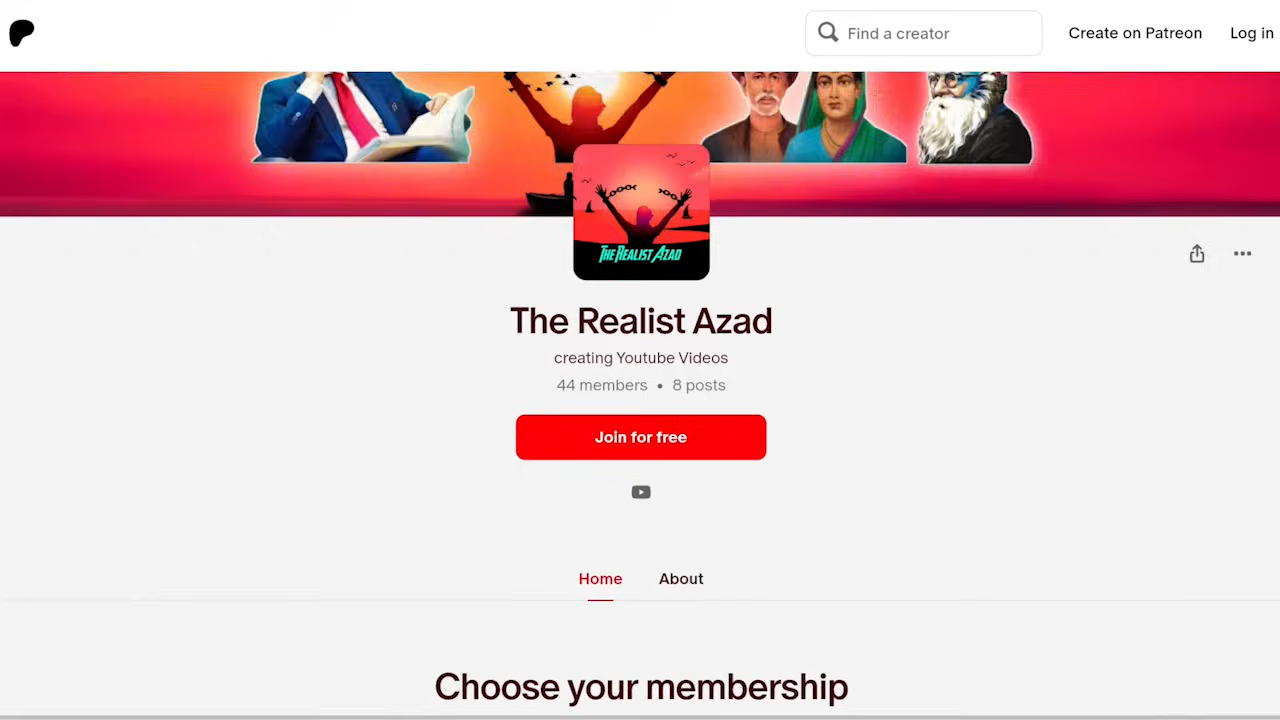 Find a creator
Create on Patreon
Log in
The Realist Azad
The Realist Azad
creating Youtube Videos
44 members • 8 posts
Join for free
Home
About
Choose your membership